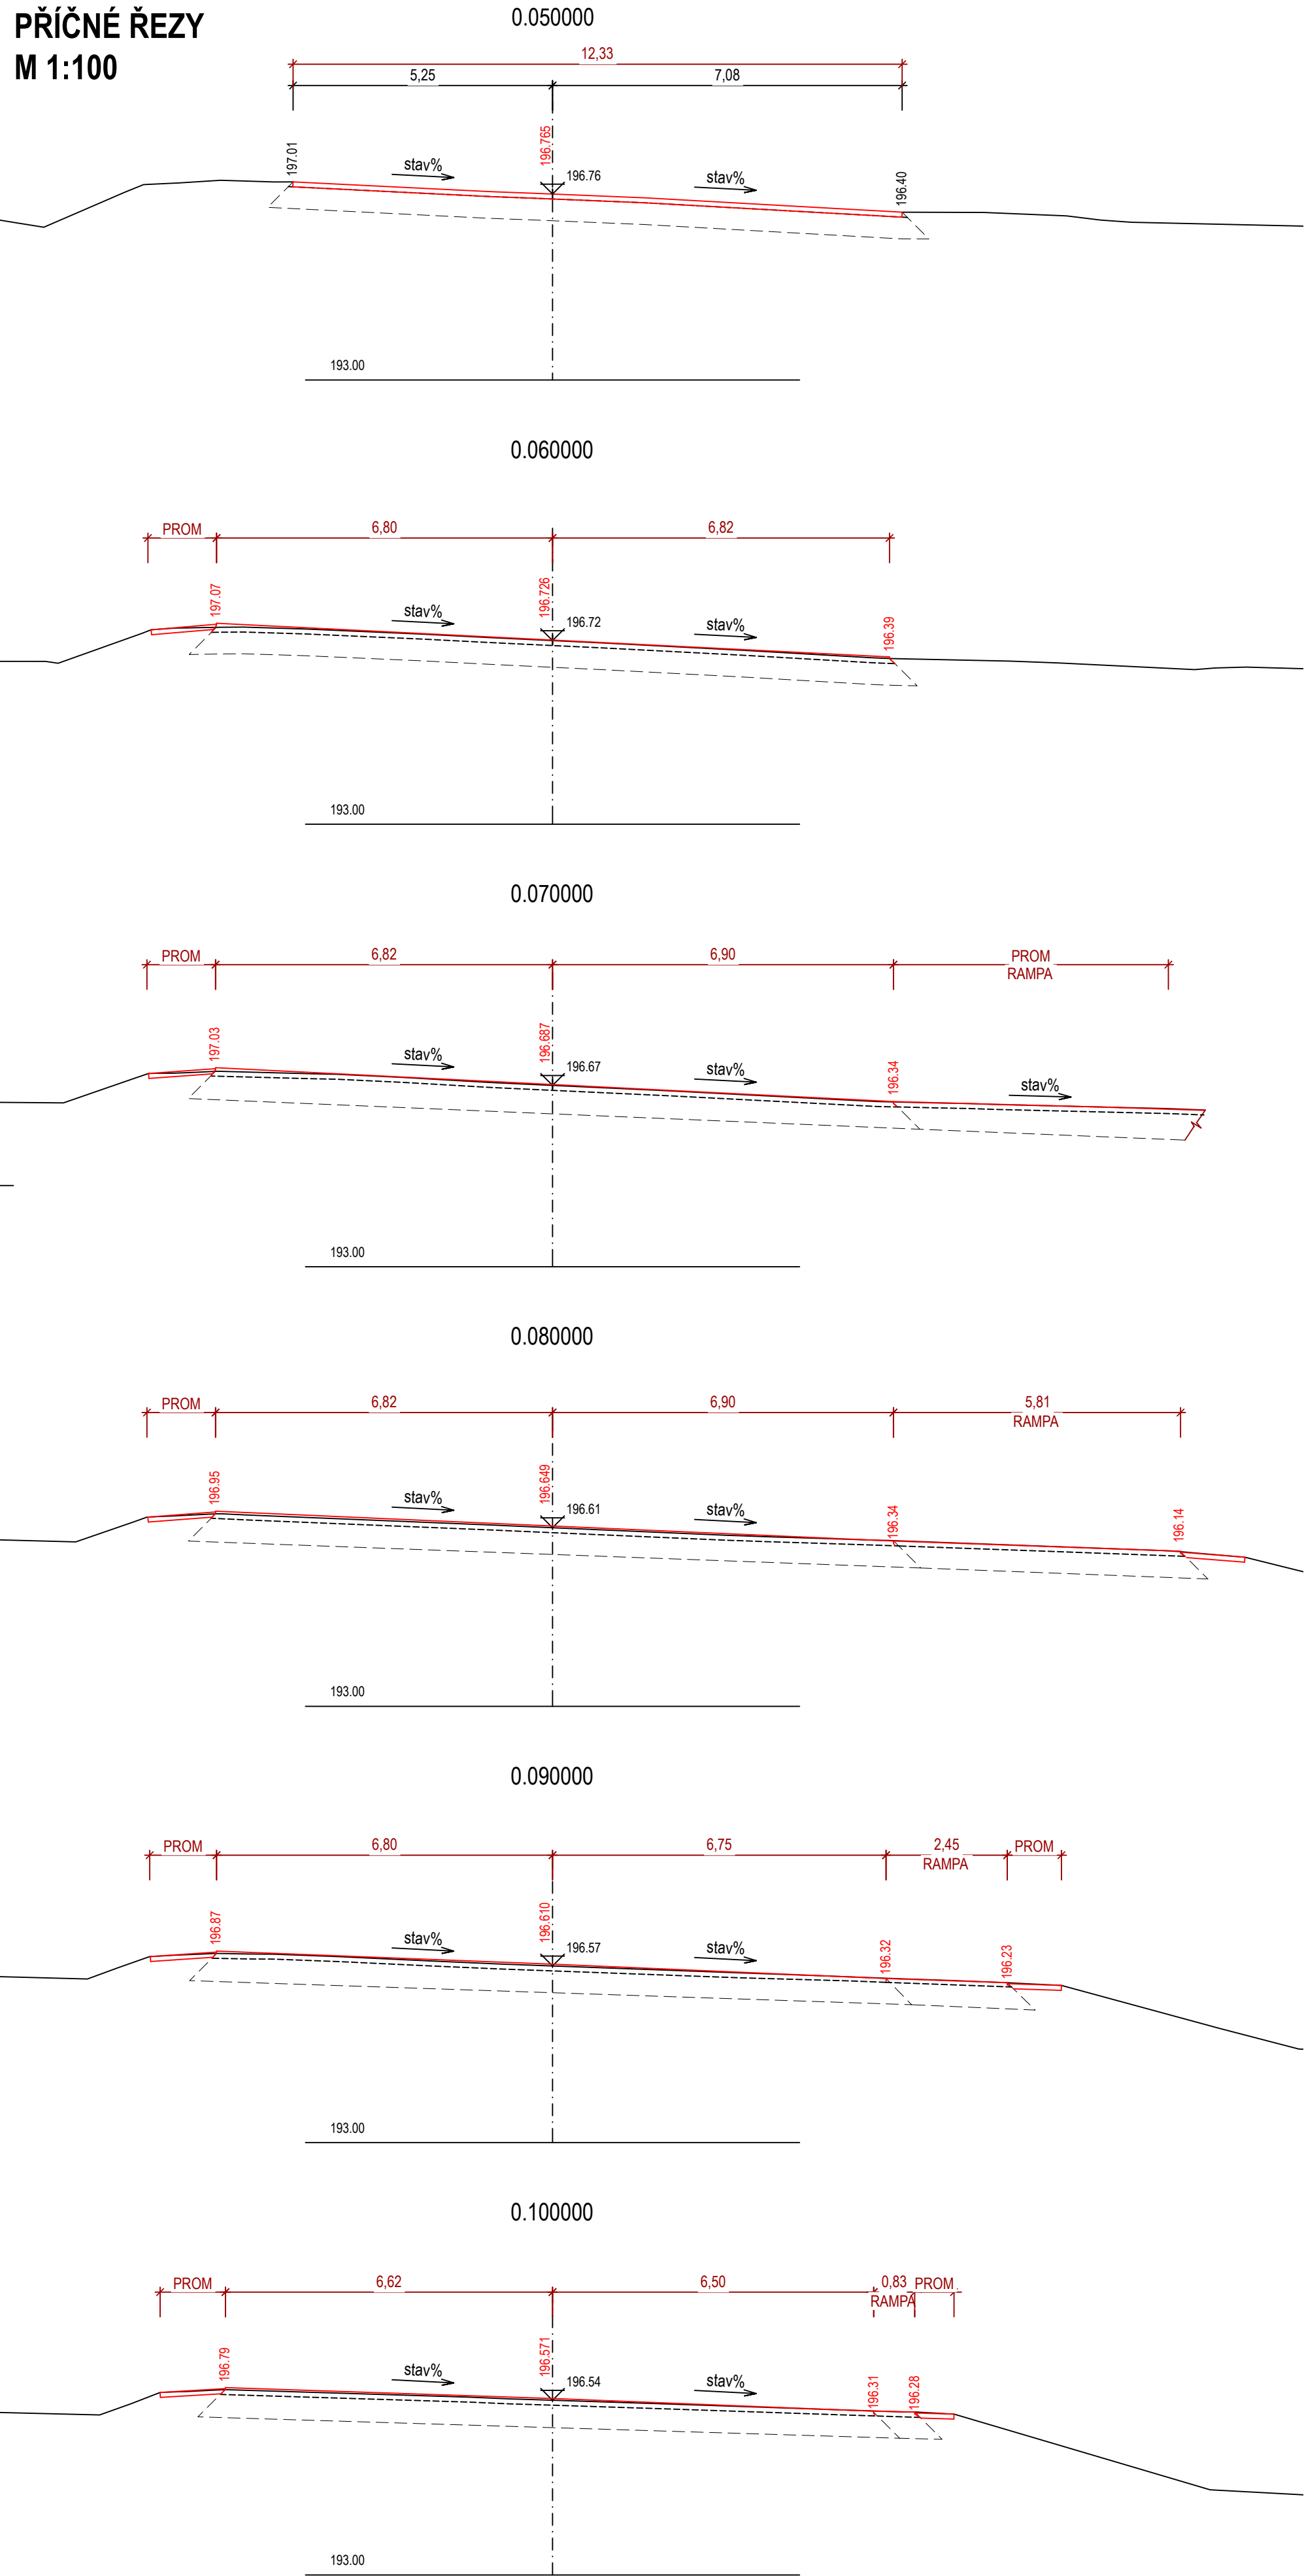 PŘÍČNÉ ŘEZY
M 1:100
0.050000
12,33
5,25 7,08
197.01 stav% 196.765 196.76 stav% 196.40
193.00
0.060000
PROM 6,80 6,82
197.07 stav% 196.726 196.72 stav% 196.39
193.00
0.070000
PROM 6,82 6,90 PROM
RAMPA
197.03 stav% 196.687 196.67 stav% 196.34 stav%
193.00
0.080000
PROM 6,82 6,90 5,81
RAMPA
196.95 stav% 196.649 196.61 stav% 196.34 196.14
193.00
0.090000
PROM 6,80 6,75 2,45 PROM
RAMPA
196.87 stav% 196.610 196.57 stav% 196.32 196.23
193.00
0.100000
PROM 6,62 6,50 0,83 PROM
RAMPA
196.79 stav% 196.571 196.54 stav% 196.31 196.28
193.00